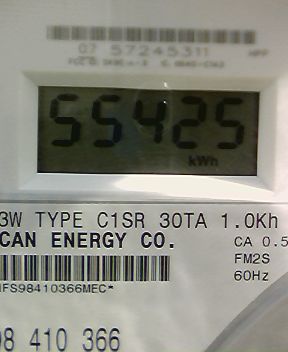 07 57245311
55425
kWh
3W TYPE C1SR 30TA 1.0Kh
CAN ENERGY CO.
CA 0.5
FM2S
60Hz
98 410 366